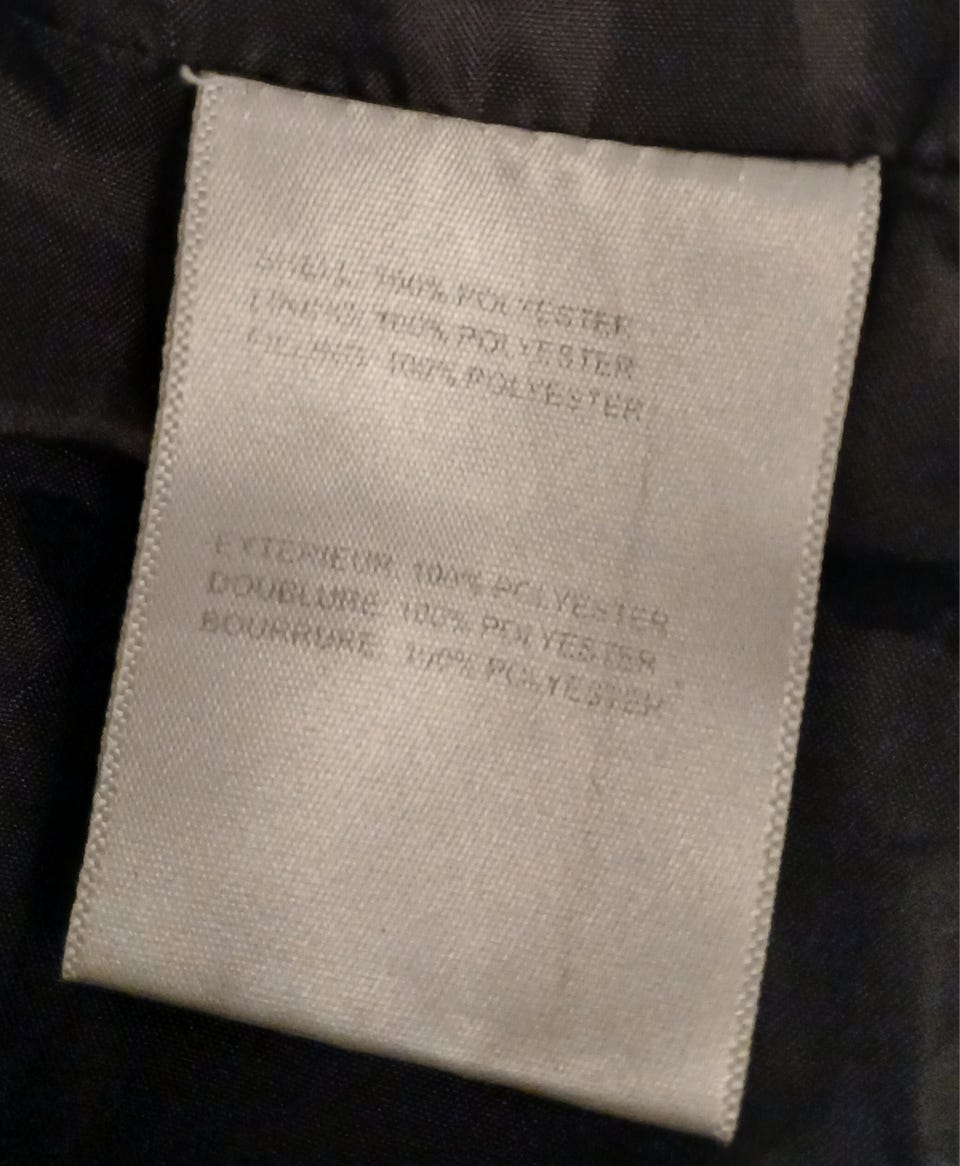 SHELL: 100% POLYESTER
LINING: 100% POLYESTER
FILLING: 100% POLYESTER
EXTERIEUR: 100% POLYESTER
DOUBLURE: 100% POLYESTER
BOURRURE: 100% POLYESTER